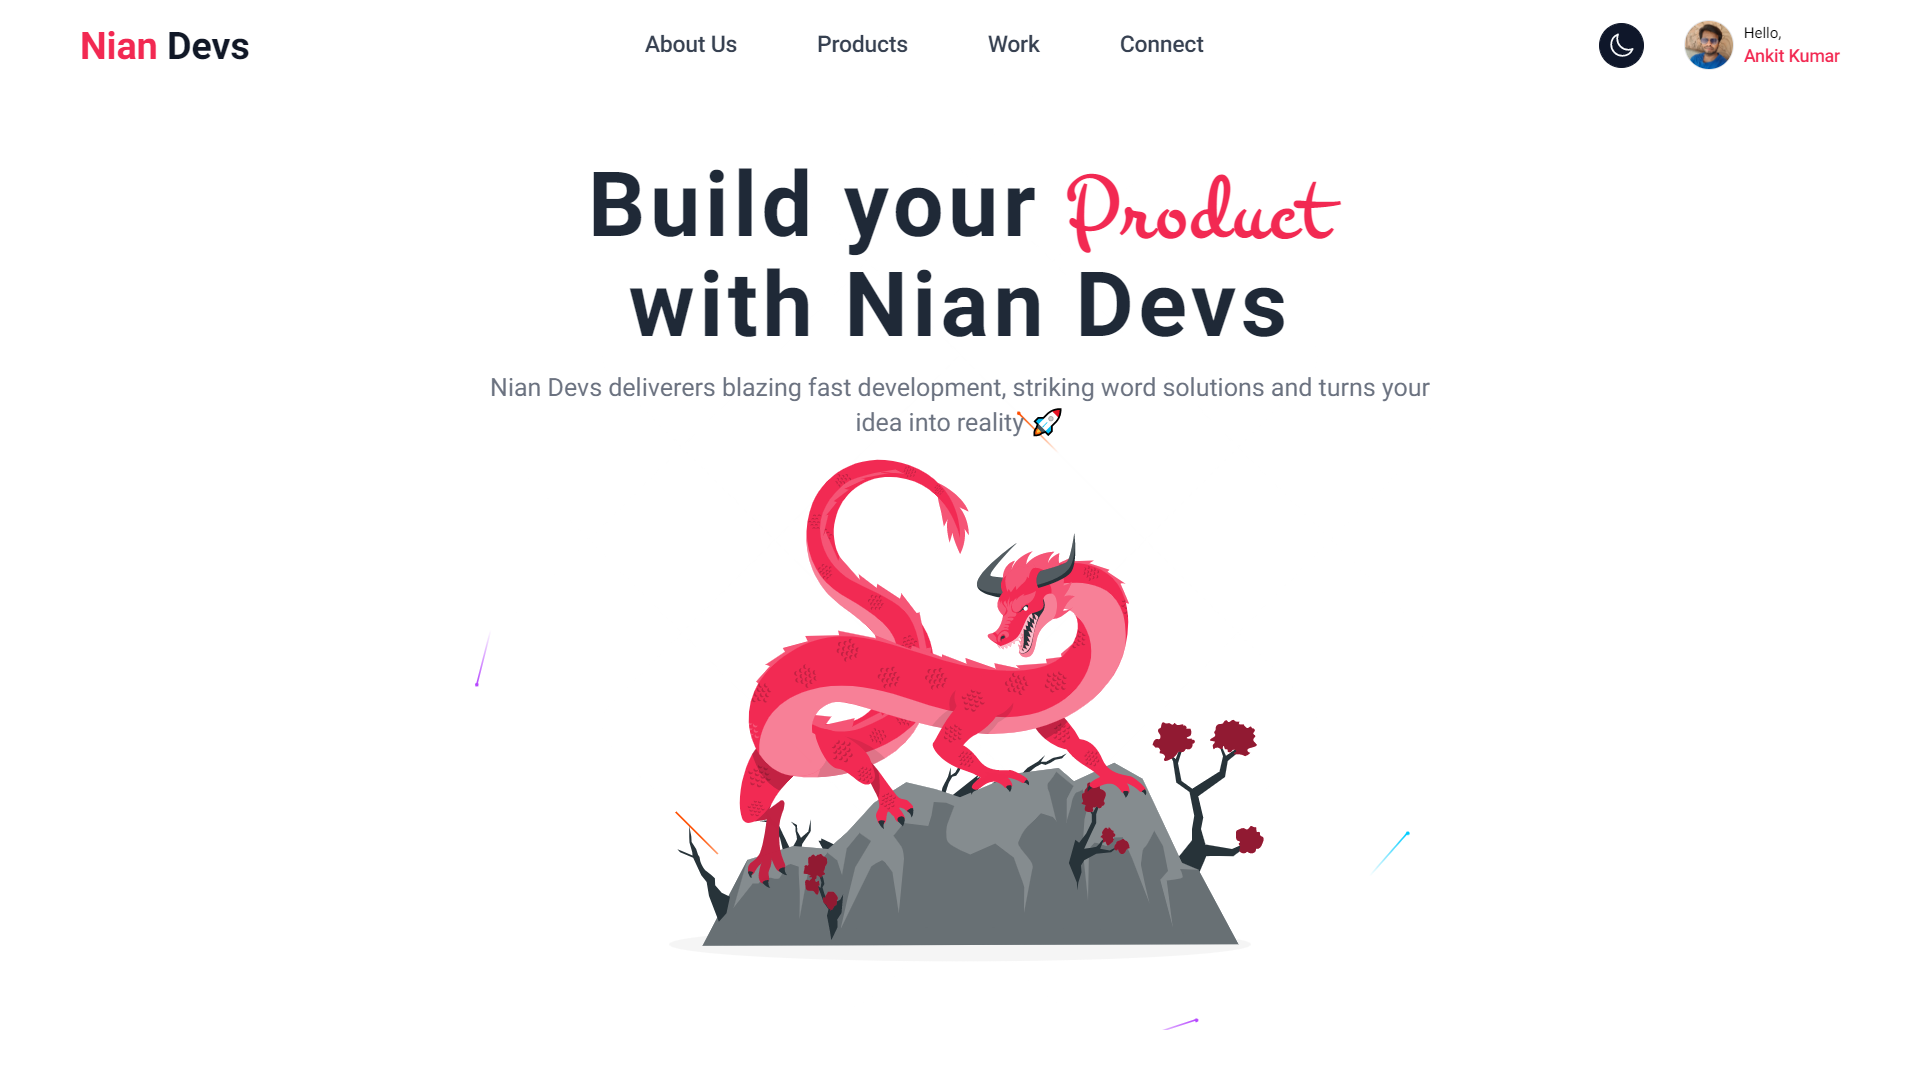 Nian Devs
About Us
Products
Work
Connect
Hello,
Ankit Kumar
Build your Product
with Nian Devs
Nian Devs deliverers blazing fast development, striking word solutions and turns your
idea into reality🚀